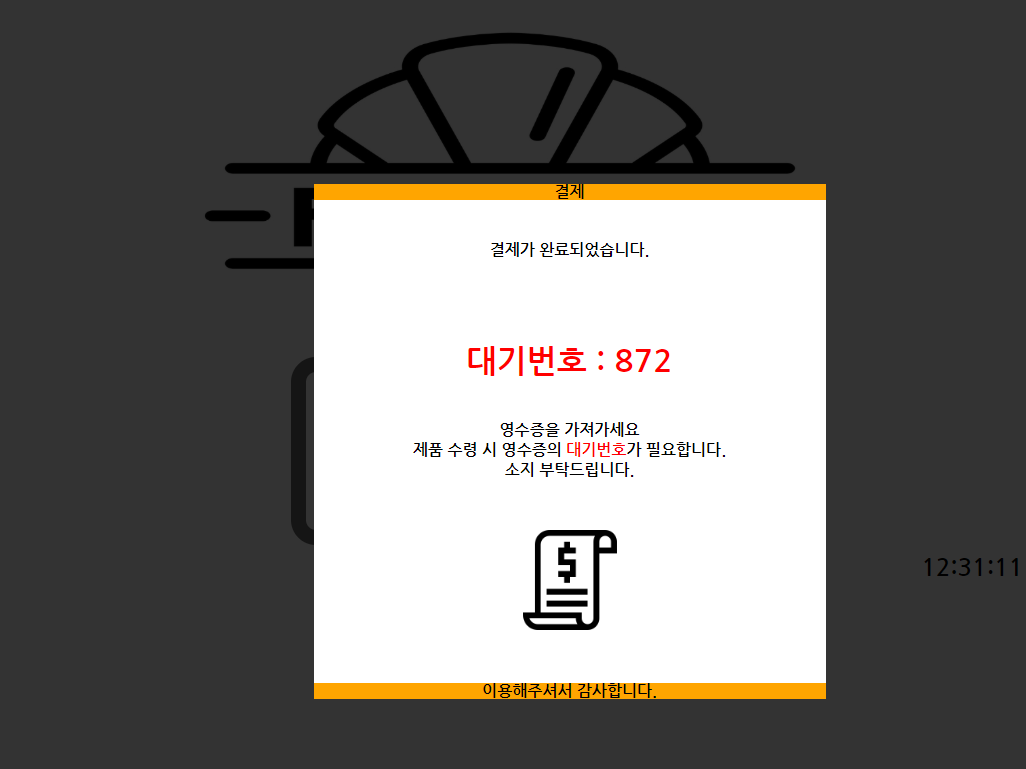 결제
결제가 완료되었습니다.
대기번호 : 872
영수증을 가져가세요
제품 수령 시 영수증의 대기번호가 필요합니다.
소지 부탁드립니다.
$
12:31:11
이용해주셔서 감사합니다.